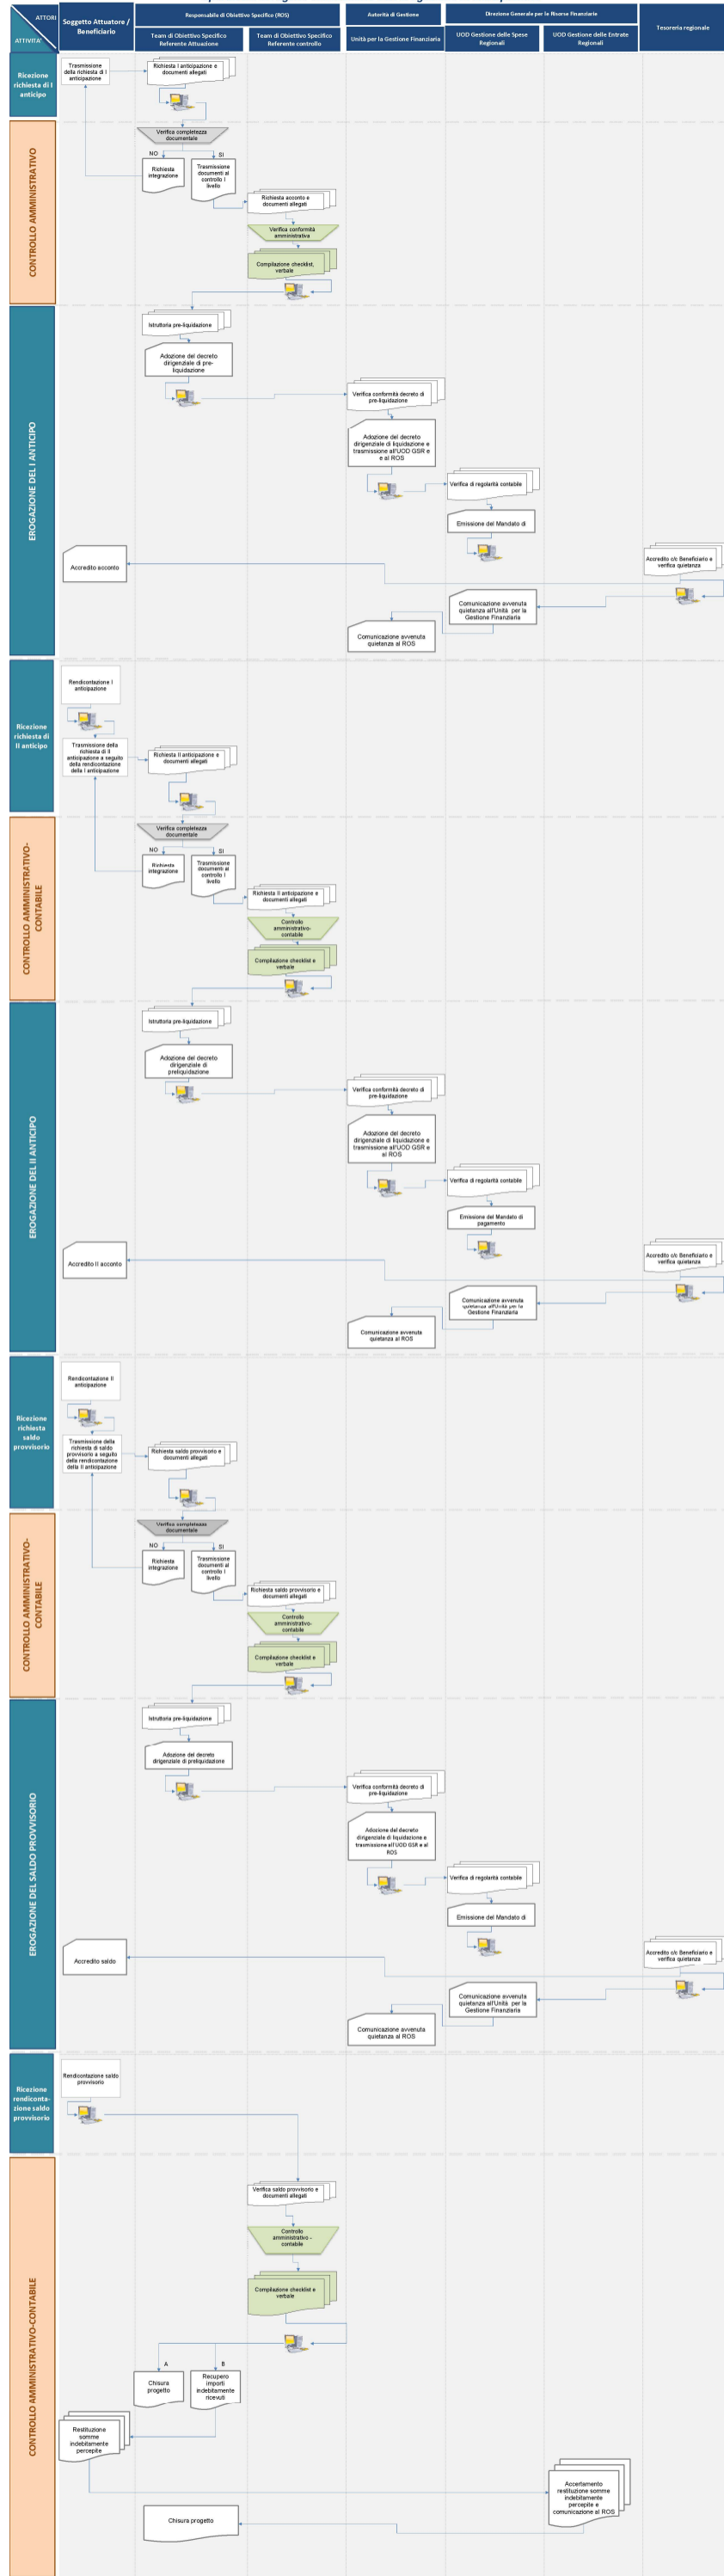 ATTORI
ATTIVITA'
Soggetto Attuatore /
Beneficiario
Responsabile di Obiettivo Specifico (ROS)
Team di Obiettivo Specifico
Referente Attuazione
Team di Obiettivo Specifico
Referente controllo
Autorità di Gestione
Unità per la Gestione Finanziaria
Direzione Generale per le Risorse Finanziarie
UOD Gestione delle Spese
Regionali
UOD Gestione delle Entrate
Regionali
Tesoreria regionale
Ricezione
richiesta di I
anticipo
Trasmissione
della richiesta di I
anticipazione
Richiesta I anticipazione e
documenti allegati
CONTROLLO AMMINISTRATIVO
Verifica completezza
documentale
NO
SI
Richiesta
integrazione
Trasmissione
documenti al
controllo I
livello
Richiesta acconto e
documenti allegati
Verifica conformità
amministrativa
Compilazione checklist,
verbale
EROGAZIONE DEL I ANTICIPO
Istruttoria pre-liquidazione
Adozione del decreto
dirigenziale di pre-
liquidazione
Verifica conformità decreto di
pre-liquidazione
Adozione del decreto
dirigenziale di liquidazione e
trasmissione all'UOD GSR e
e al ROS
Verifica di regolarità contabile
Emissione del Mandato di
Accredito acconto
Accredito c/c Beneficiario e
verifica quietanza
Comunicazione avvenuta
quietanza all'Unità per la
Gestione Finanziaria
Comunicazione avvenuta
quietanza al ROS
Ricezione
richiesta di
II anticipo
Rendicontazione I
anticipazione
Trasmissione della
richiesta di II
anticipazione a seguito
della rendicontazione
della I anticipazione
Richiesta II anticipazione e
documenti allegati
CONTROLLO AMMINISTRATIVO-
CONTABILE
Verifica completezza
documentale
NO
SI
Richiesta
integrazione
Trasmissione
documenti al
controllo I
livello
Richiesta II anticipazione e
documenti allegati
Controllo
amministrativo-
contabile
Compilazione checklist e
verbale
EROGAZIONE DEL II ANTICIPO
Istruttoria pre-liquidazione
Adozione del decreto
dirigenziale di
preliquidazione
Verifica conformità decreto di
pre-liquidazione
Adozione del decreto
dirigenziale di liquidazione e
trasmissione all'UOD GSR e
al ROS
Verifica di regolarità contabile
Emissione del Mandato di
pagamento
Accredito II acconto
Accredito c/c Beneficiario e
verifica quietanza
Comunicazione avvenuta
quietanza all'Unità per la
Gestione Finanziaria
Comunicazione avvenuta
quietanza al ROS
Ricezione
richiesta
saldo
provvisorio
Rendicontazione II
anticipazione
Trasmissione della
richiesta di saldo
provvisorio a seguito
della rendicontazione
della II anticipazione
Richiesta saldo provvisorio e
documenti allegati
CONTROLLO AMMINISTRATIVO-
CONTABILE
Verifica completezza
documentale
NO
SI
Richiesta
integrazione
Trasmissione
documenti al
controllo I
livello
Richiesta saldo provvisorio e
documenti allegati
Controllo
amministrativo-
contabile
Compilazione checklist e
verbale
EROGAZIONE DEL SALDO PROVVISORIO
Istruttoria pre-liquidazione
Adozione del decreto
dirigenziale di preliquidazione
Verifica conformità decreto di
pre-liquidazione
Adozione del decreto
dirigenziale di liquidazione e
trasmissione all'UOD GSR e al
ROS
Verifica di regolarità contabile
Emissione del Mandato di
Accredito saldo
Accredito c/c Beneficiario e
verifica quietanza
Comunicazione avvenuta
quietanza all'Unità per la
Gestione Finanziaria
Comunicazione avvenuta
quietanza al ROS
Ricezione
rendiconta-
zione saldo
provvisorio
Rendicontazione saldo
provvisorio
CONTROLLO AMMINISTRATIVO-CONTABILE
Verifica saldo provvisorio e
documenti allegati
Controllo
amministrativo -
contabile
Compilazione checklist e
verbale
A
B
Chisura
progetto
Recupero
importi
indebitamente
ricevuti
Restituzione
somme
indebitamente
percepite
Accertamento
restituzione somme
indebitamente
percepite e
comunicazione al ROS
Chisura progetto